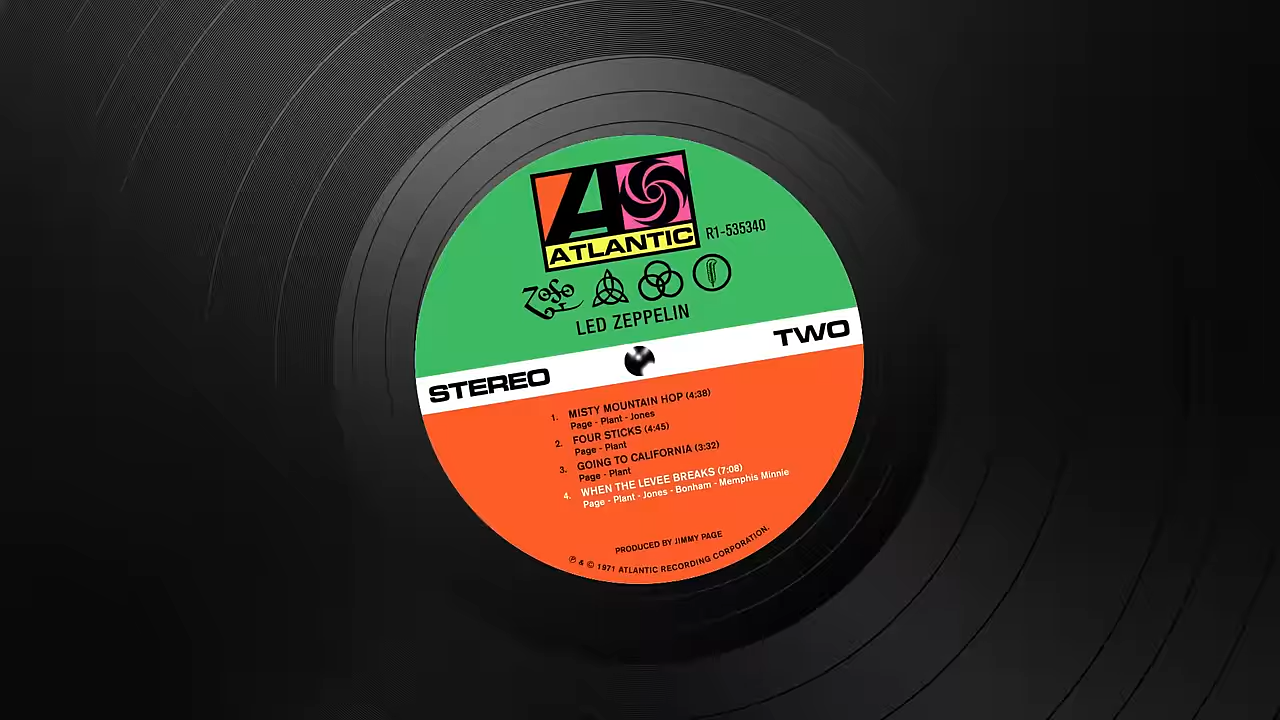 ATLANTIC
R1-535340
LED ZEPPELIN
STEREO
TWO
1. MISTY MOUNTAIN HOP (4:38)
Page - Plant - Jones
2. FOUR STICKS (4:45)
Page - Plant
3. GOING TO CALIFORNIA (3:32)
Page - Plant
4. WHEN THE LEVEE BREAKS (7:08)
Page - Plant - Jones - Bonham - Memphis Minnie
PRODUCED BY JIMMY PAGE
℗ & © 1971 ATLANTIC RECORDING CORPORATION.